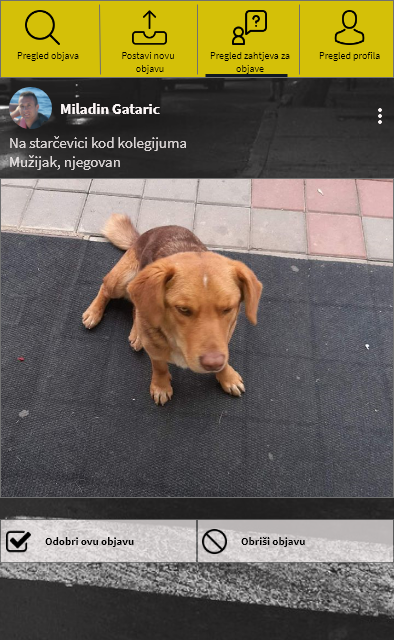 Pregled objava
Postavi novu
objavu
Pregled zahtjeva za
objave
Pregled profila
Miladin Gataric
Na starčevici kod kolegijuma
Mužijak, njegovan
Odobri ovu objavu
Obriši objavu